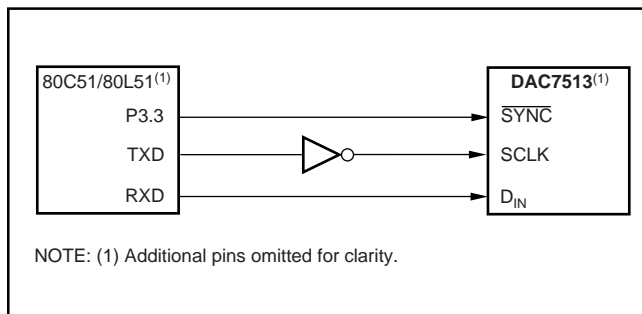 80C51/80L51(1)
DAC7513(1)
P3.3
SYNC
TXD
SCLK
RXD
DIN
NOTE: (1) Additional pins omitted for clarity.